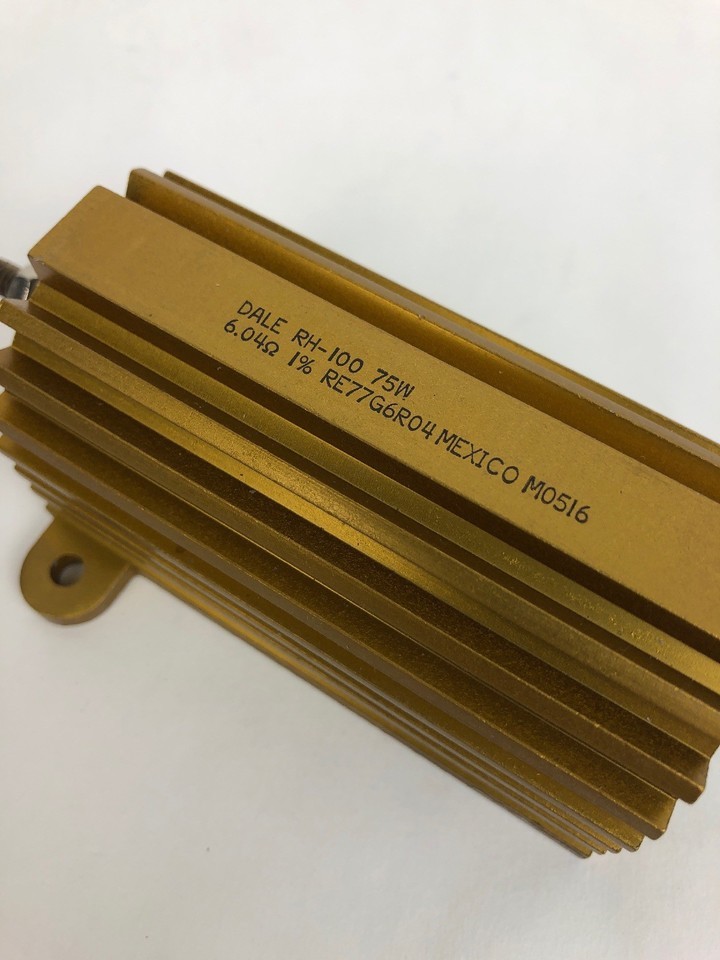 DALE RH-100 75W
6.04Ω 1% RE77G6R04 MEXICO M0516